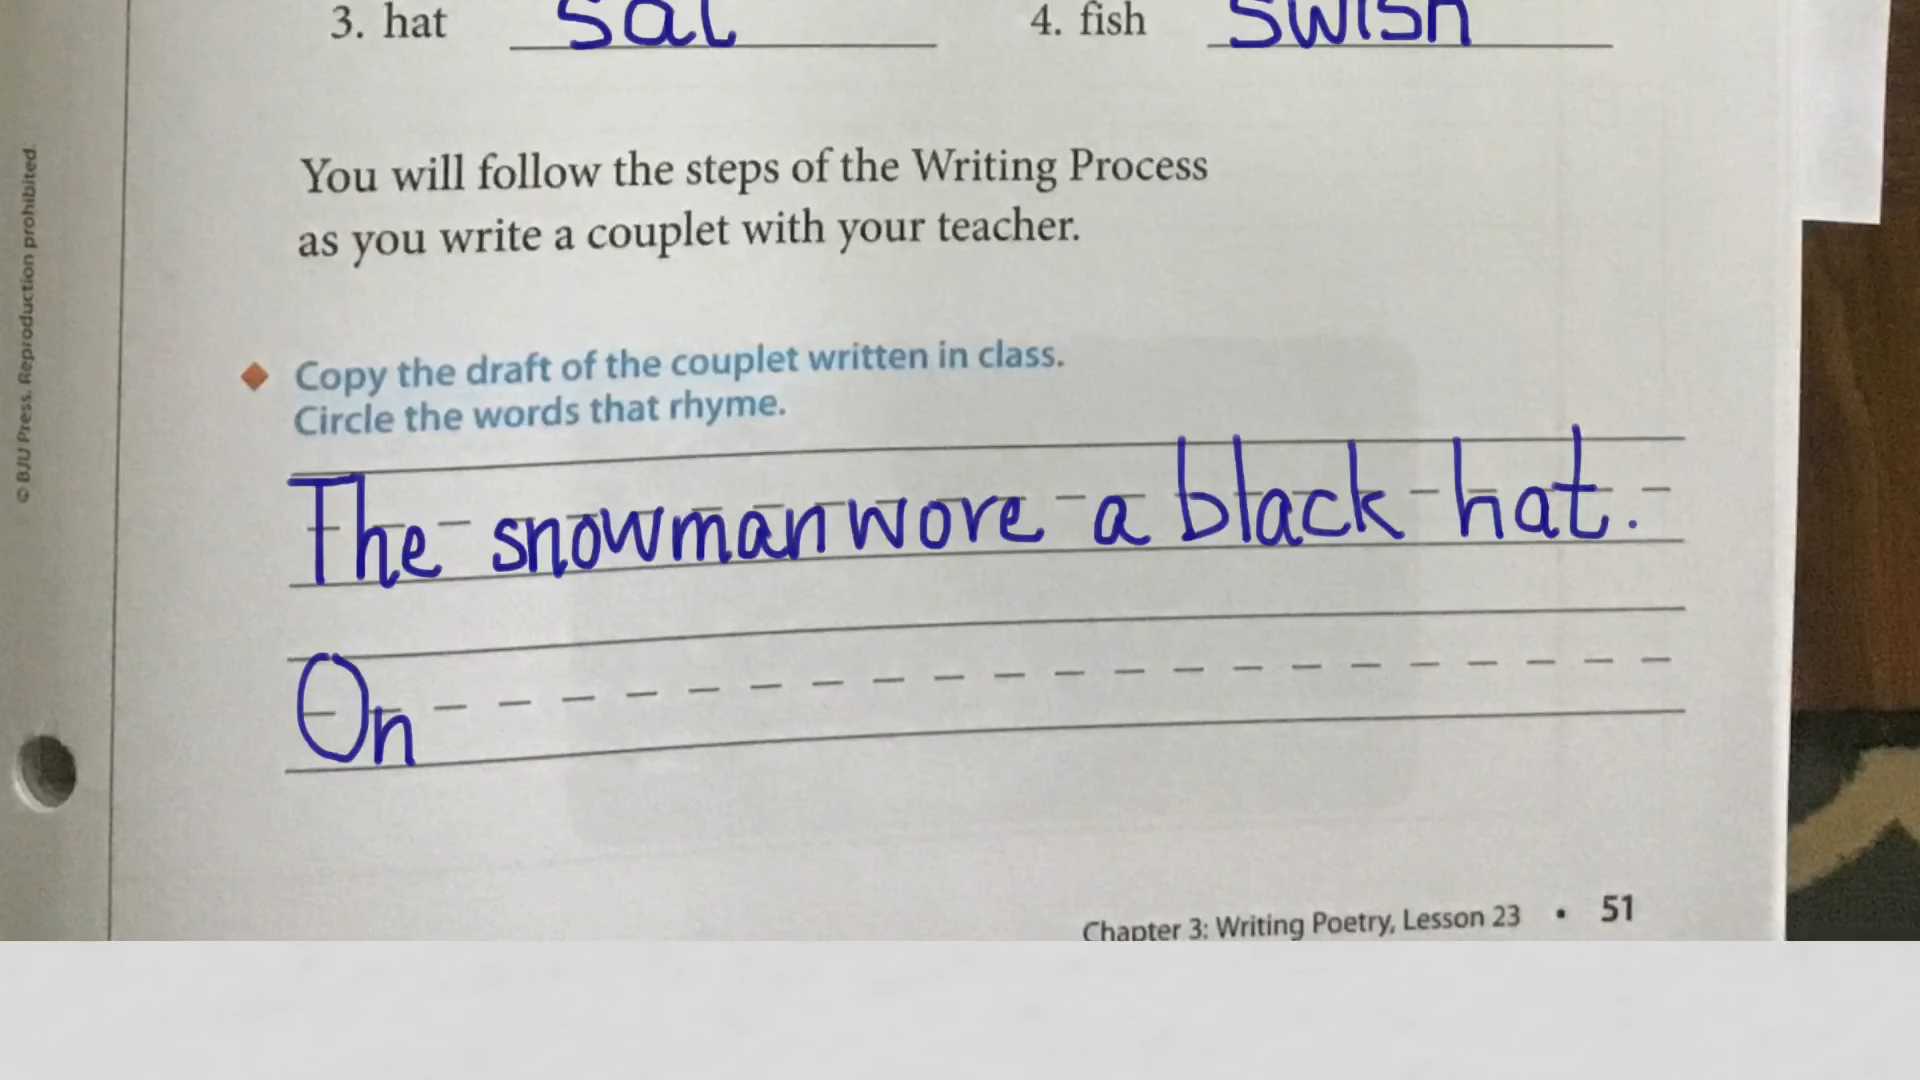 3. hat sat 4. fish swish
You will follow the steps of the Writing Process
as you write a couplet with your teacher.
◆ Copy the draft of the couplet written in class.
Circle the words that rhyme.
The snowman wore a black hat.
On
Chapter 3: Writing Poetry, Lesson 23 • 51
© BJU Press. Reproduction prohibited.